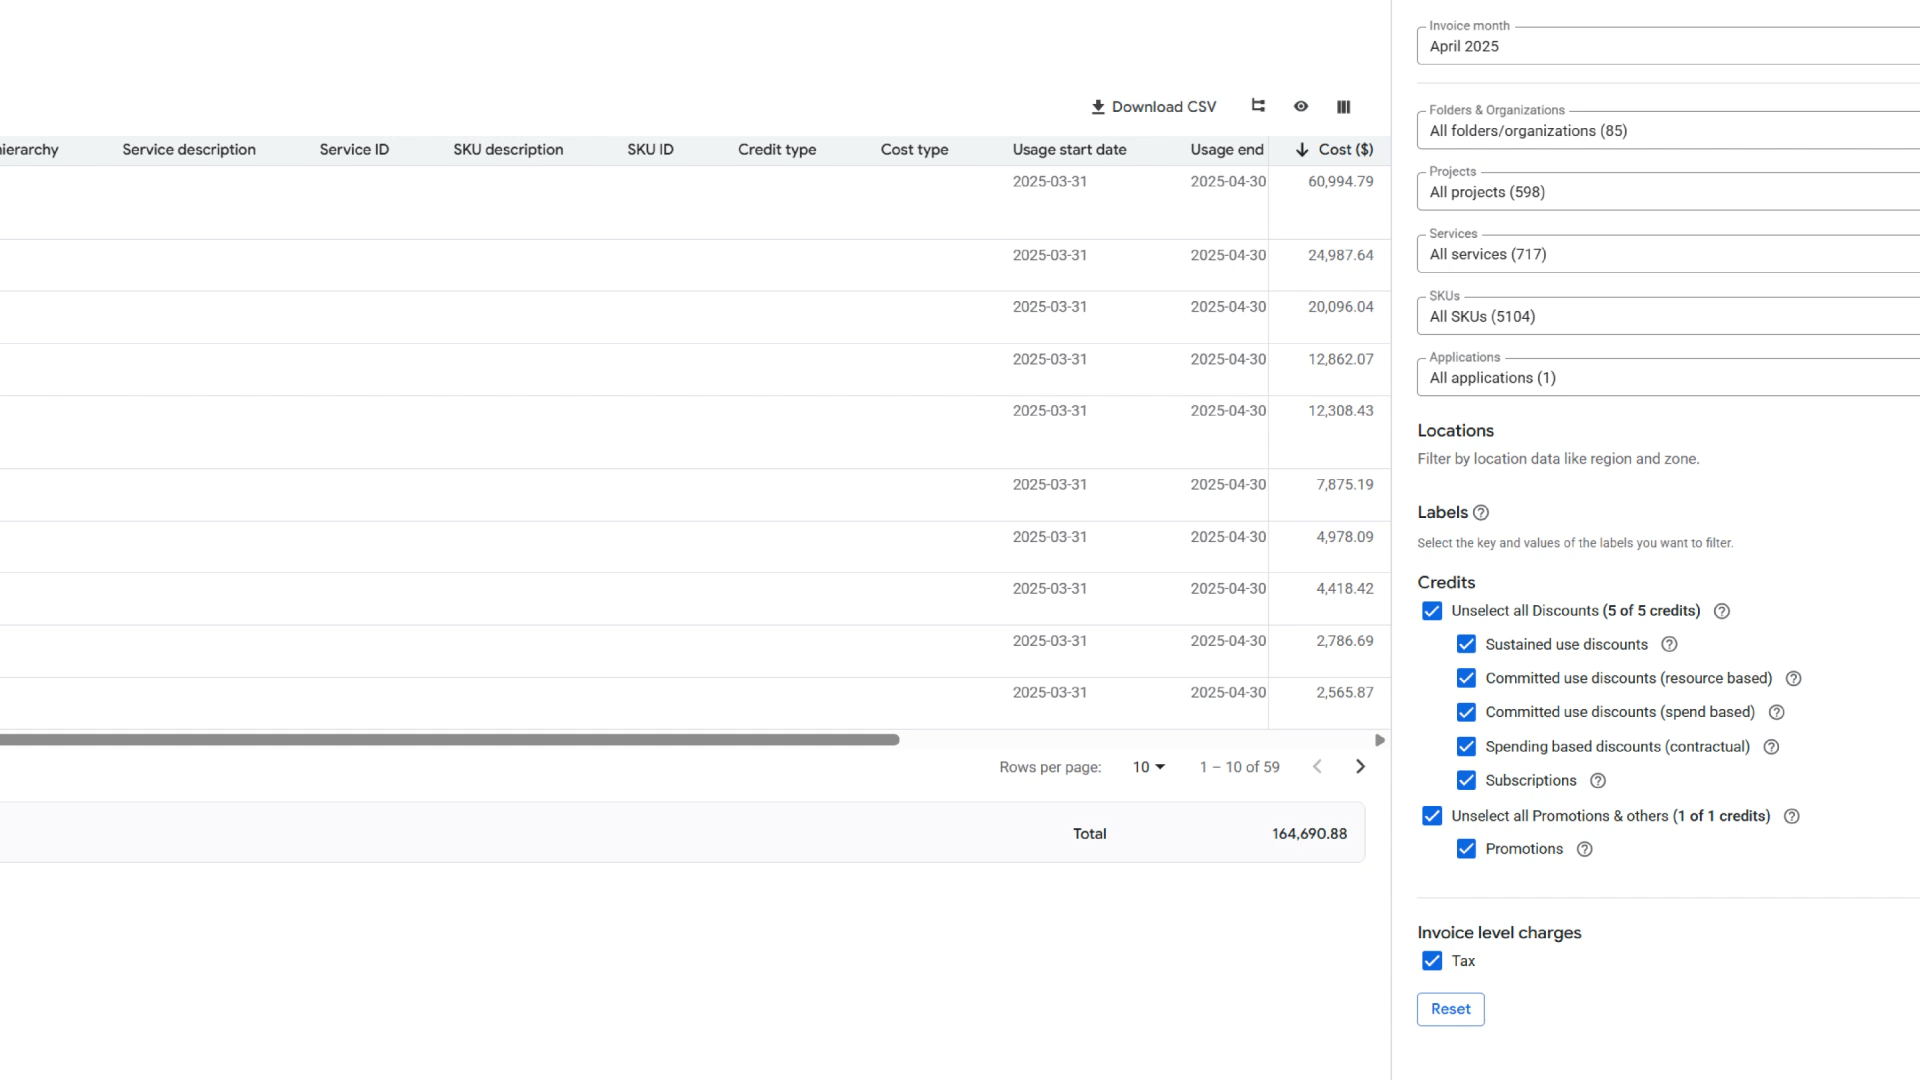 Invoice month
April 2025
Download CSV
Folders & Organizations
All folders/organizations (85)
hierarchy Service description Service ID SKU description SKU ID Credit type Cost type Usage start date Usage end Cost ($)
2025-03-31 2025-04-30 60,994.79
2025-03-31 2025-04-30 24,987.64
2025-03-31 2025-04-30 20,096.04
2025-03-31 2025-04-30 12,862.07
2025-03-31 2025-04-30 12,308.43
2025-03-31 2025-04-30 7,875.19
2025-03-31 2025-04-30 4,978.09
2025-03-31 2025-04-30 4,418.42
2025-03-31 2025-04-30 2,786.69
2025-03-31 2025-04-30 2,565.87
Rows per page: 10 1 – 10 of 59
Total 164,690.88
Projects
All projects (598)
Services
All services (717)
SKUs
All SKUs (5104)
Applications
All applications (1)
Locations
Filter by location data like region and zone.
Labels
Select the key and values of the labels you want to filter.
Credits
Unselect all Discounts (5 of 5 credits)
Sustained use discounts
Committed use discounts (resource based)
Committed use discounts (spend based)
Spending based discounts (contractual)
Subscriptions
Unselect all Promotions & others (1 of 1 credits)
Promotions
Invoice level charges
Tax
Reset